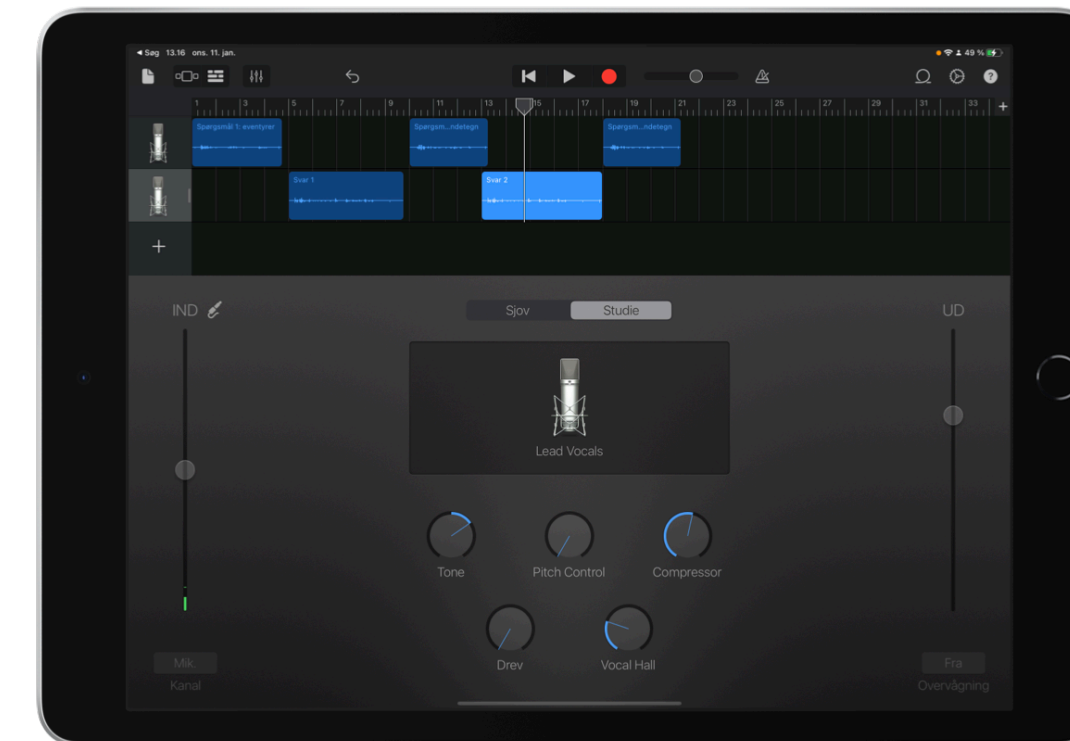 ◀ Søg 13.16 ons. 11. jan.
49 %
1 3 5 7 9 11 13 15 17 19 21 23 25 27 29 31 33 +
Spørgsmål 1: eventyrer
Spørgsm...ndetegn
Spørgsm...ndetegn
Svar 1
Svar 2
IND
Sjov
Studie
UD
Lead Vocals
Tone
Pitch Control
Compressor
Drev
Vocal Hall
Mik.
Kanal
Fra
Overvågning